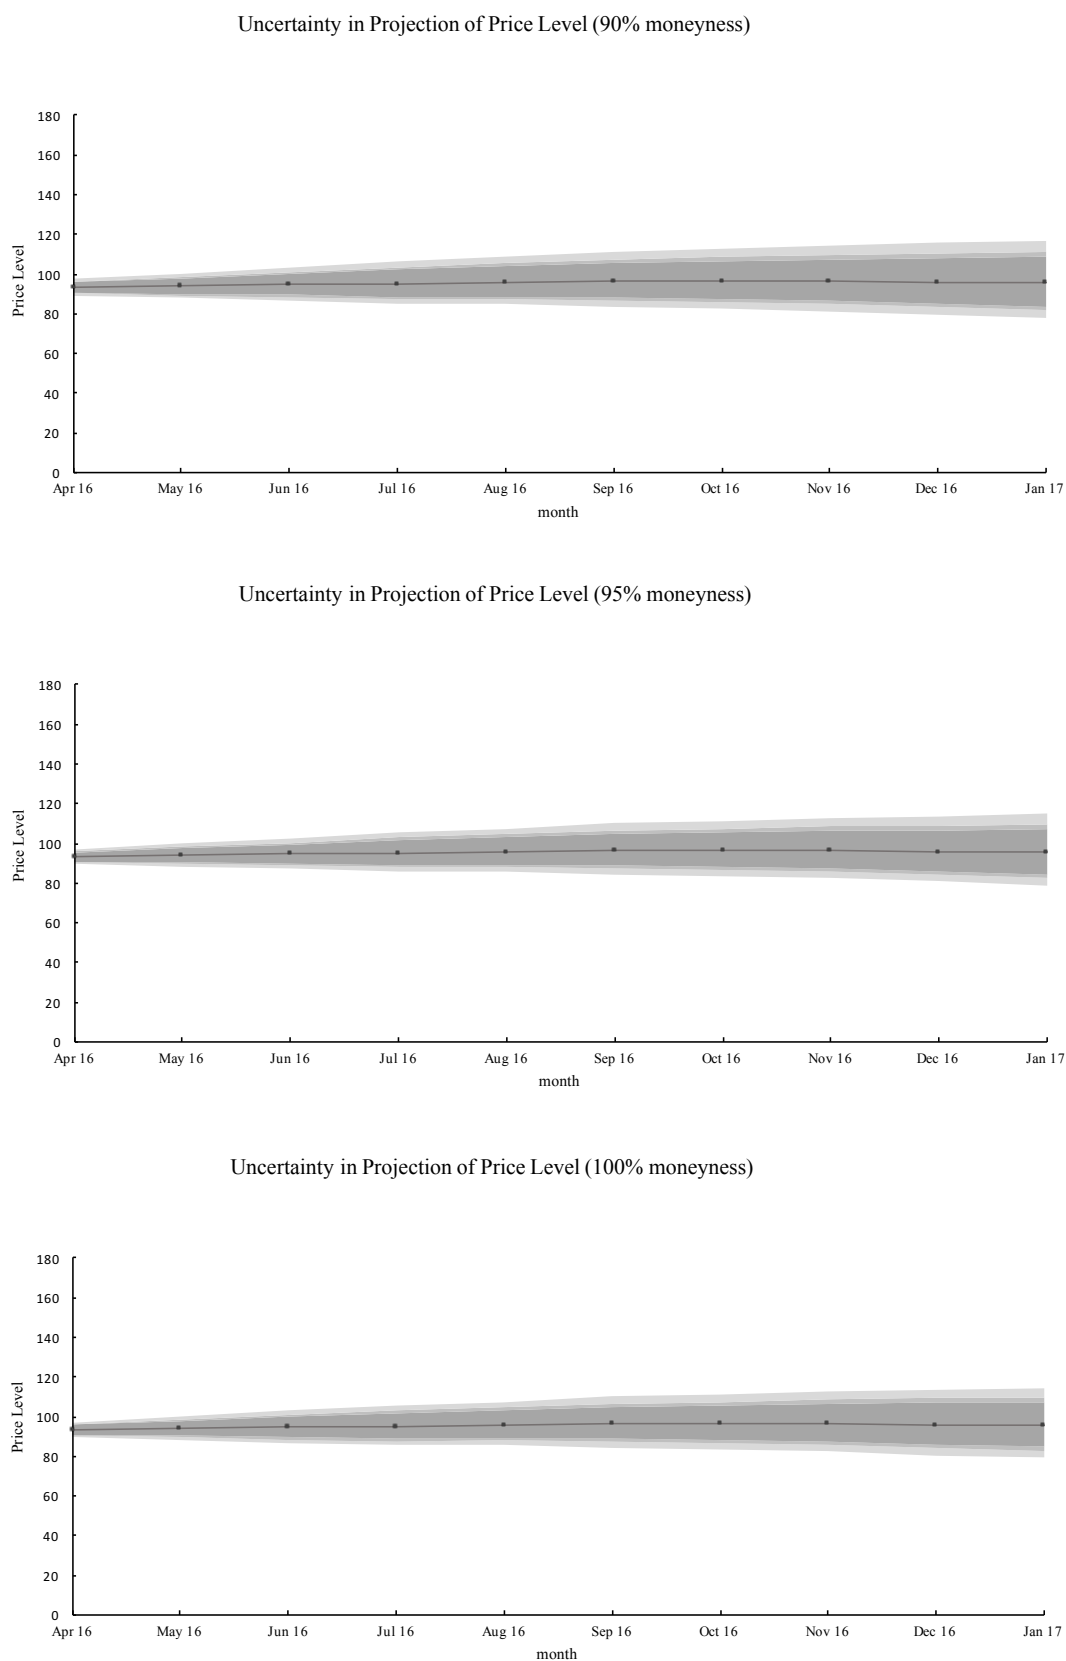 Uncertainty in Projection of Price Level (90% moneyness)
180
160
140
120
100
80
60
40
20
0
Price Level
Apr 16 May 16 Jun 16 Jul 16 Aug 16 Sep 16 Oct 16 Nov 16 Dec 16 Jan 17
month
Uncertainty in Projection of Price Level (95% moneyness)
180
160
140
120
100
80
60
40
20
0
Price Level
Apr 16 May 16 Jun 16 Jul 16 Aug 16 Sep 16 Oct 16 Nov 16 Dec 16 Jan 17
month
Uncertainty in Projection of Price Level (100% moneyness)
180
160
140
120
100
80
60
40
20
0
Price Level
Apr 16 May 16 Jun 16 Jul 16 Aug 16 Sep 16 Oct 16 Nov 16 Dec 16 Jan 17
month